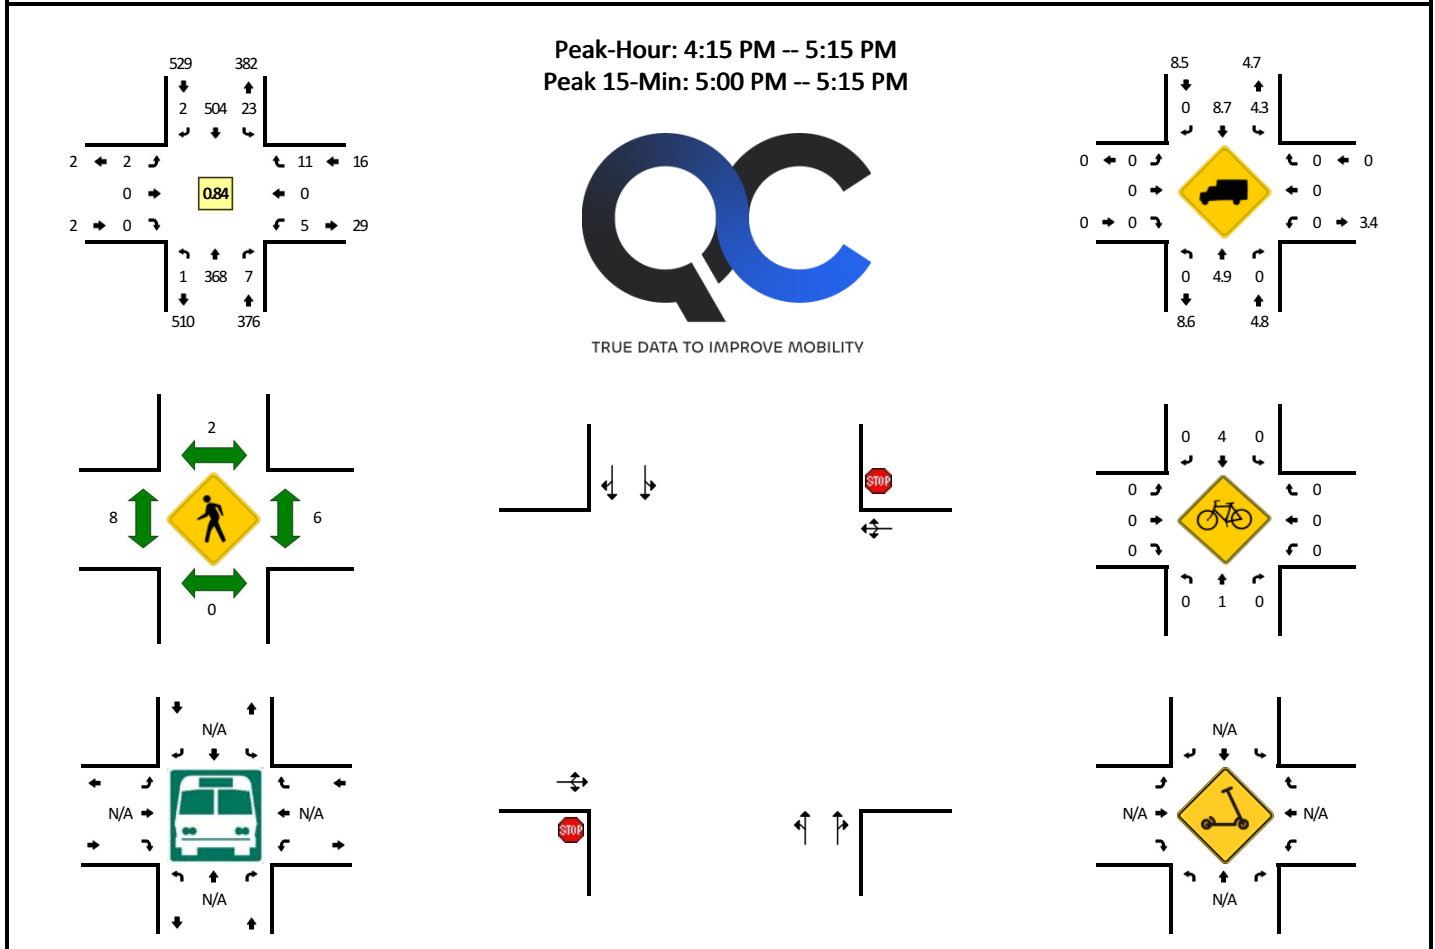 Peak-Hour: 4:15 PM -- 5:15 PM
Peak 15-Min: 5:00 PM -- 5:15 PM
529 382
2 504 23
2 2 11 16
0 0.84 0
2 0 5 29
1 368 7
510 376
TRUE DATA TO IMPROVE MOBILITY
8.5 4.7
0 8.7 4.3
0 0 0 0
0 0
0 0 0 3.4
0 4.9 0
8.6 4.8
2
8 6
0
STOP
STOP
0 4 0
0 0
0 0
0 0
0 1 0
N/A
N/A N/A
N/A
N/A
N/A N/A
N/A